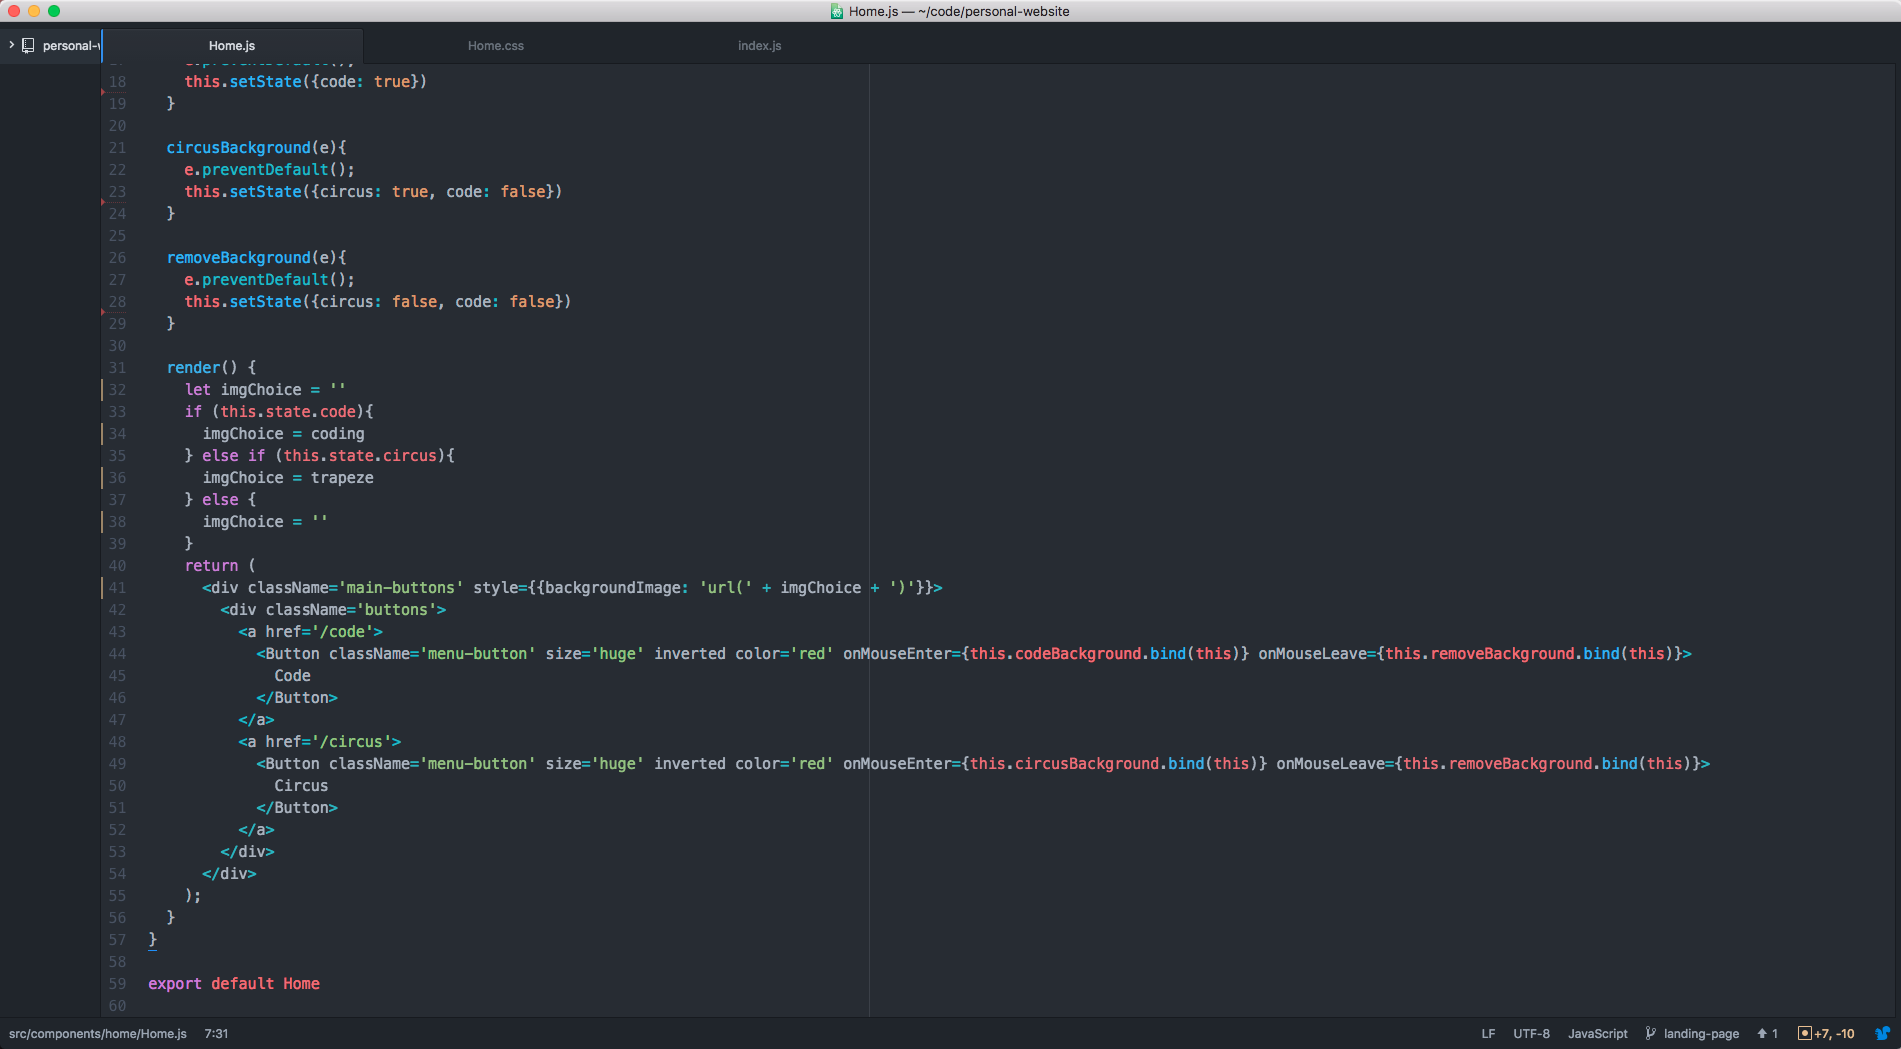 Home.js — ~/code/personal-website
personal-
Home.js
Home.css
index.js
18 this.setState({code: true})
19 }
20
21 circusBackground(e){
22 e.preventDefault();
23 this.setState({circus: true, code: false})
24 }
25
26 removeBackground(e){
27 e.preventDefault();
28 this.setState({circus: false, code: false})
29 }
30
31 render() {
32 let imgChoice = ''
33 if (this.state.code){
34 imgChoice = coding
35 } else if (this.state.circus){
36 imgChoice = trapeze
37 } else {
38 imgChoice = ''
39 }
40 return (
41 <div className='main-buttons' style={{backgroundImage: 'url(' + imgChoice + ')'}}>
42 <div className='buttons'>
43 <a href='/code'>
44 <Button className='menu-button' size='huge' inverted color='red' onMouseEnter={this.codeBackground.bind(this)} onMouseLeave={this.removeBackground.bind(this)}>
45 Code
46 </Button>
47 </a>
48 <a href='/circus'>
49 <Button className='menu-button' size='huge' inverted color='red' onMouseEnter={this.circusBackground.bind(this)} onMouseLeave={this.removeBackground.bind(this)}>
50 Circus
51 </Button>
52 </a>
53 </div>
54 </div>
55 );
56 }
57 }
58
59 export default Home
60
src/components/home/Home.js 7:31 LF UTF-8 JavaScript landing-page 1 +7, -10